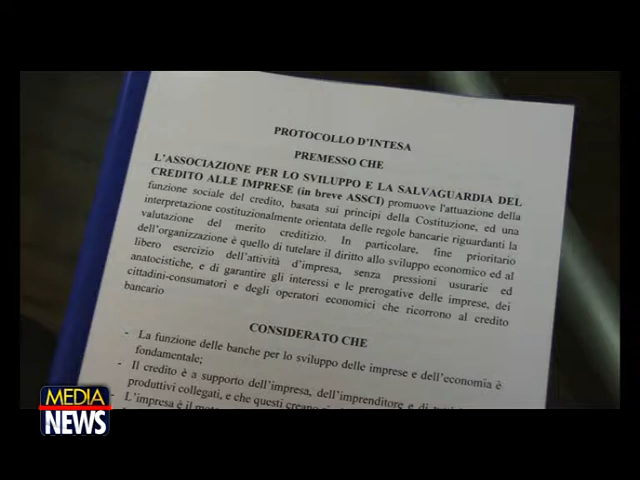 PROTOCOLLO D'INTESA
PREMESSO CHE
L'ASSOCIAZIONE PER LO SVILUPPO E LA SALVAGUARDIA DEL
CREDITO ALLE IMPRESE (in breve ASSCI) promuove l'attuazione della
funzione sociale del credito, basata sui principi della Costituzione, ed una
interpretazione costituzionalmente orientata delle regole bancarie riguardanti la
valutazione del merito creditizio. In particolare, fine prioritario
dell'organizzazione è quello di tutelare il diritto allo sviluppo economico ed al
libero esercizio dell'attività d'impresa, senza pressioni usurarie ed
anatocistiche, e di garantire gli interessi e le prerogative delle imprese, dei
cittadini-consumatori e degli operatori economici che ricorrono al credito
bancario
CONSIDERATO CHE
- La funzione delle banche per lo sviluppo delle imprese e dell'economia è
fondamentale;
- Il credito è a supporto dell'impresa, dell'imprenditore e di
produttivi collegati, e che questi creano
- L'impresa è il
MEDIA
NEWS